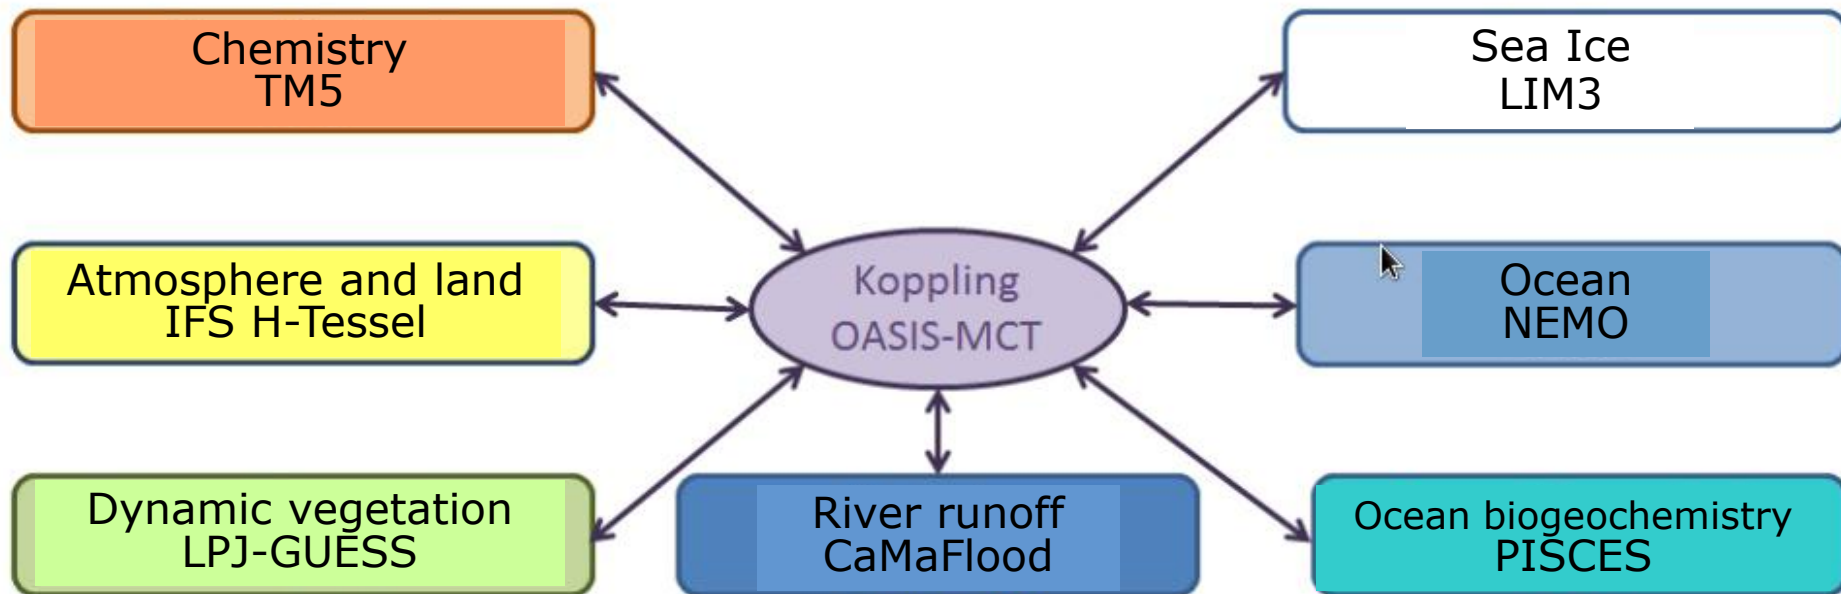 Chemistry
TM5
Sea Ice
LIM3
Atmosphere and land
IFS H-Tessel
Koppling
OASIS-MCT
Ocean
NEMO
Dynamic vegetation
LPJ-GUESS
River runoff
CaMaFlood
Ocean biogeochemistry
PISCES